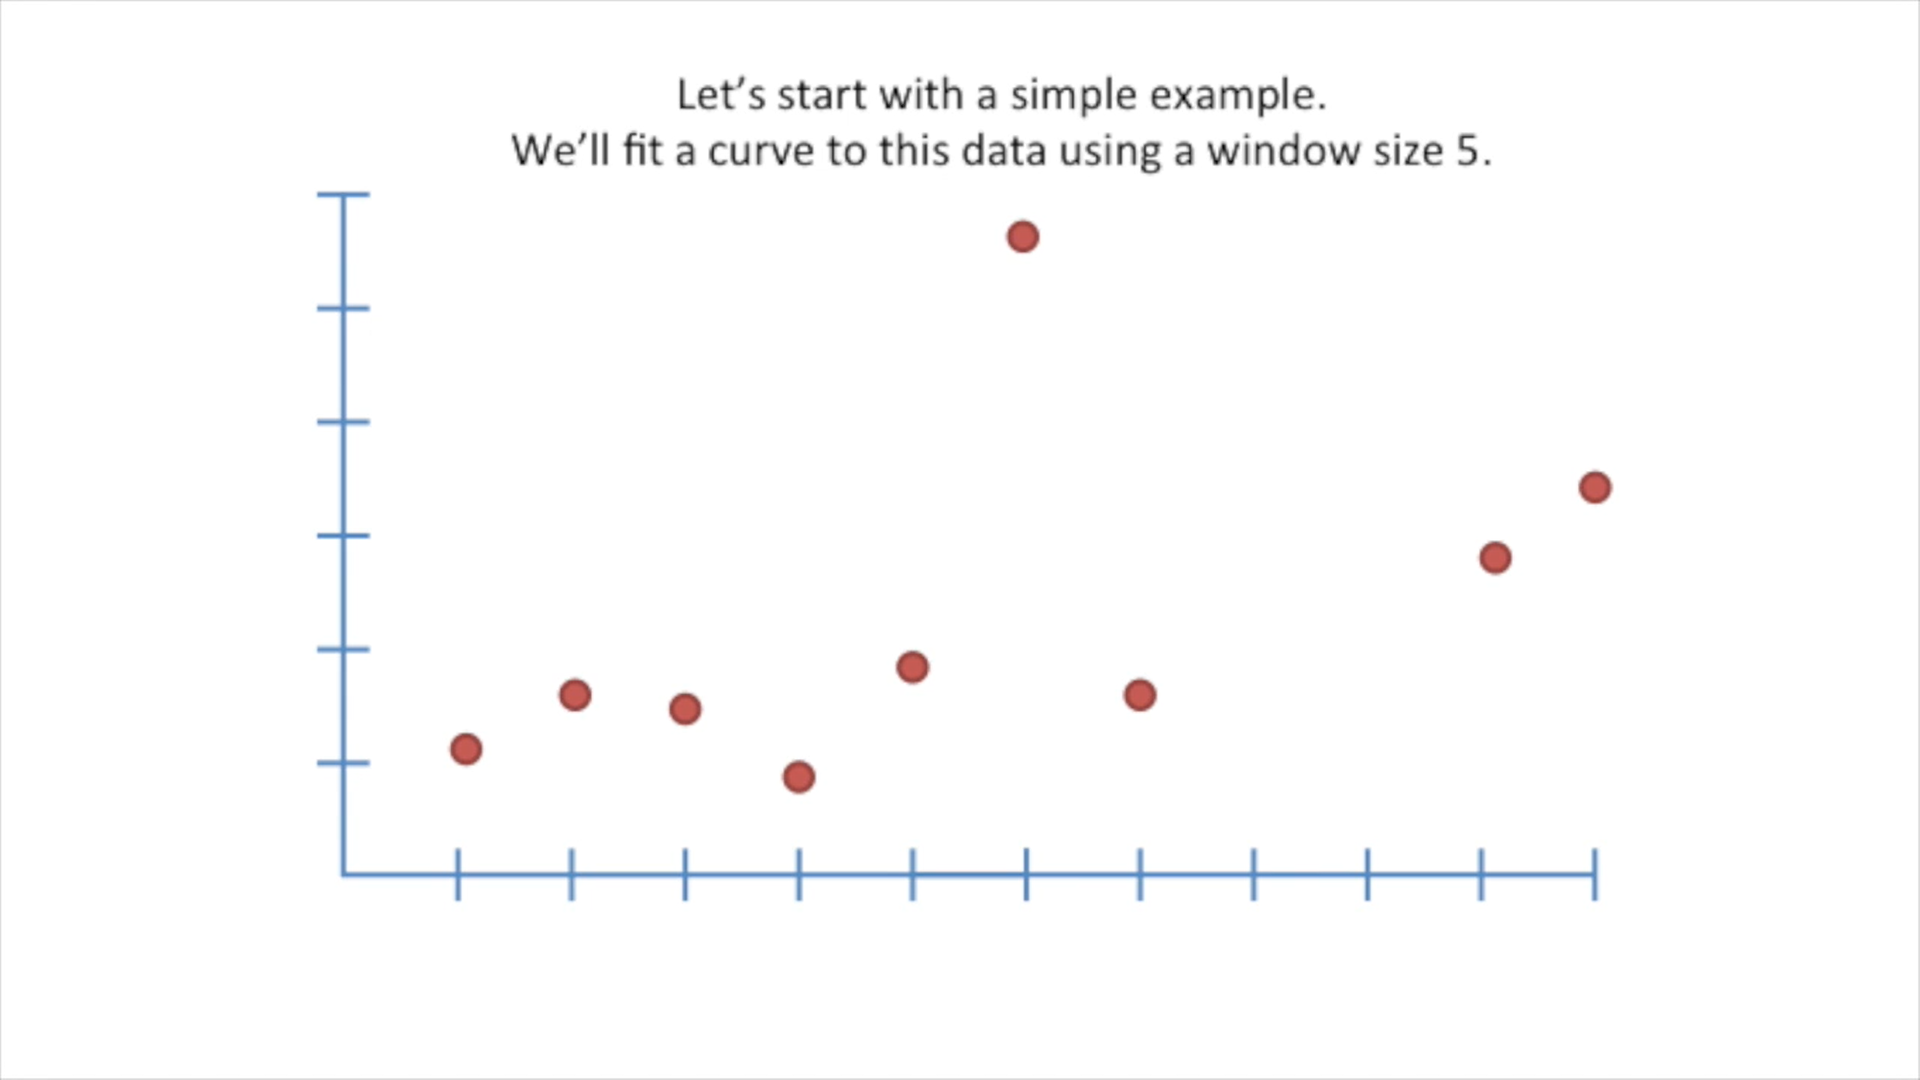 Let’s start with a simple example.
We’ll fit a curve to this data using a window size 5.